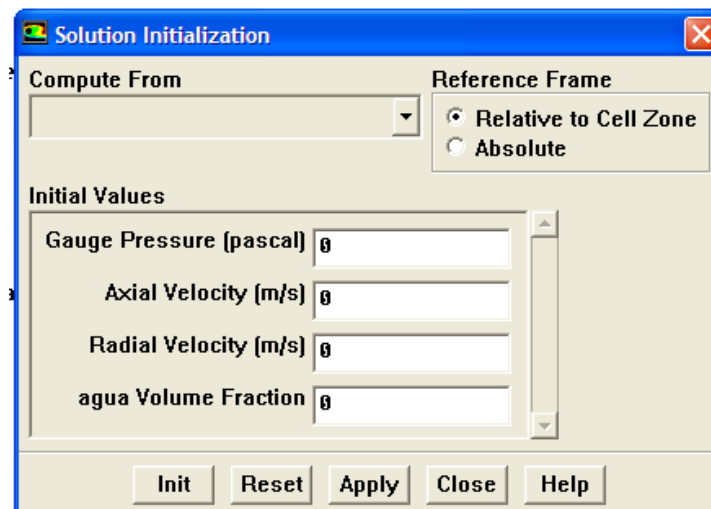 Solution Initialization
Compute From
Reference Frame
Relative to Cell Zone
Absolute
Initial Values
Gauge Pressure (pascal) 0
Axial Velocity (m/s) 0
Radial Velocity (m/s) 0
agua Volume Fraction 0
Init Reset Apply Close Help